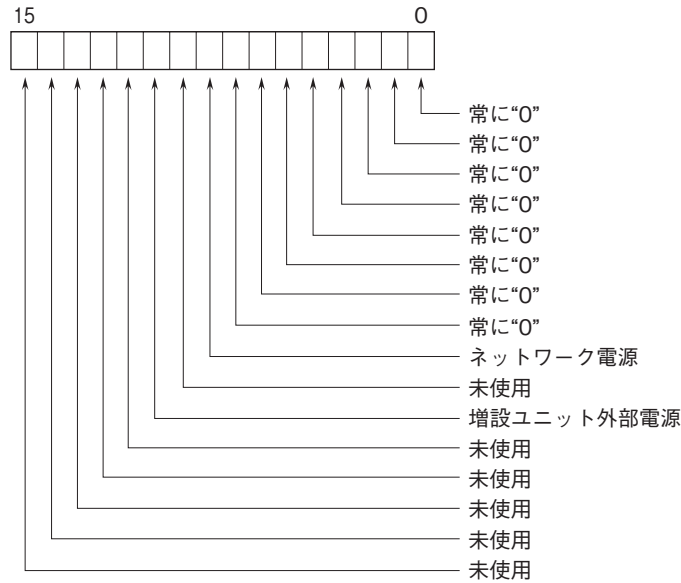 15 0
常に“0”
常に“0”
常に“0”
常に“0”
常に“0”
常に“0”
常に“0”
常に“0”
ネットワーク電源
未使用
増設ユニット外部電源
未使用
未使用
未使用
未使用
未使用